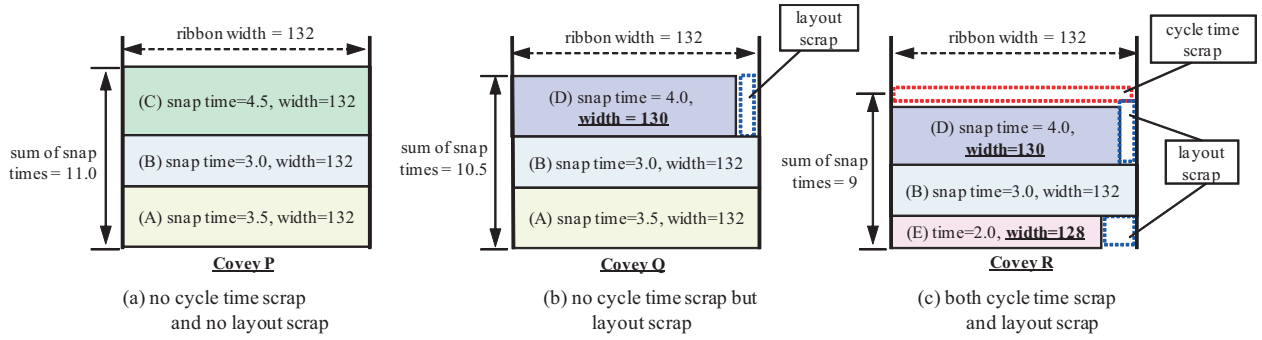 ribbon width = 132
(C) snap time=4.5, width=132
(B) snap time=3.0, width=132
(A) snap time=3.5, width=132
sum of snap
times = 11.0
Covey P
(a) no cycle time scrap
and no layout scrap
layout
scrap
ribbon width = 132
(D) snap time = 4.0,
width = 130
(B) snap time=3.0, width=132
(A) snap time=3.5, width=132
sum of snap
times = 10.5
Covey Q
(b) no cycle time scrap but
layout scrap
ribbon width = 132
cycle time
scrap
(D) snap time = 4.0,
width=130
layout
scrap
(B) snap time=3.0, width=132
(E) time=2.0, width=128
sum of snap
times = 9
Covey R
(c) both cycle time scrap
and layout scrap